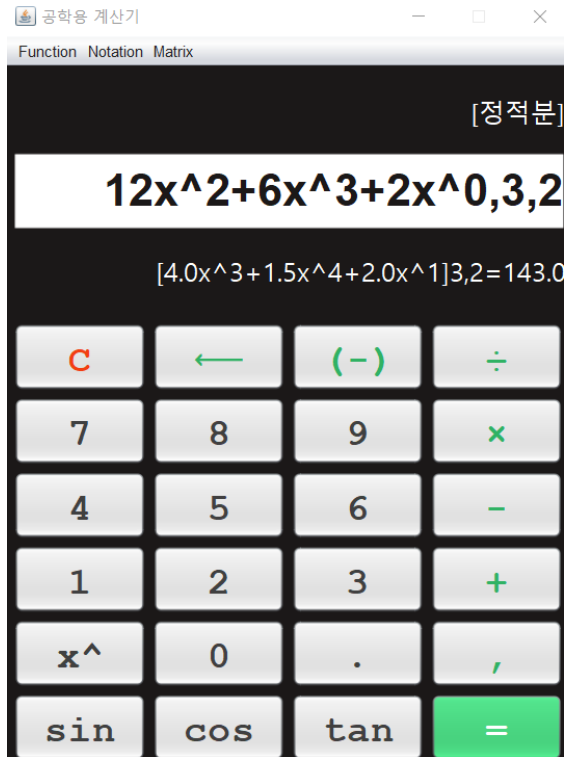 공학용 계산기
Function Notation Matrix
[정적분]
12x^2+6x^3+2x^0,3,2
[4.0x^3+1.5x^4+2.0x^1]3,2=143.0
C ← (-) ÷
7 8 9 ×
4 5 6 -
1 2 3 +
x^ 0 . ,
sin cos tan =